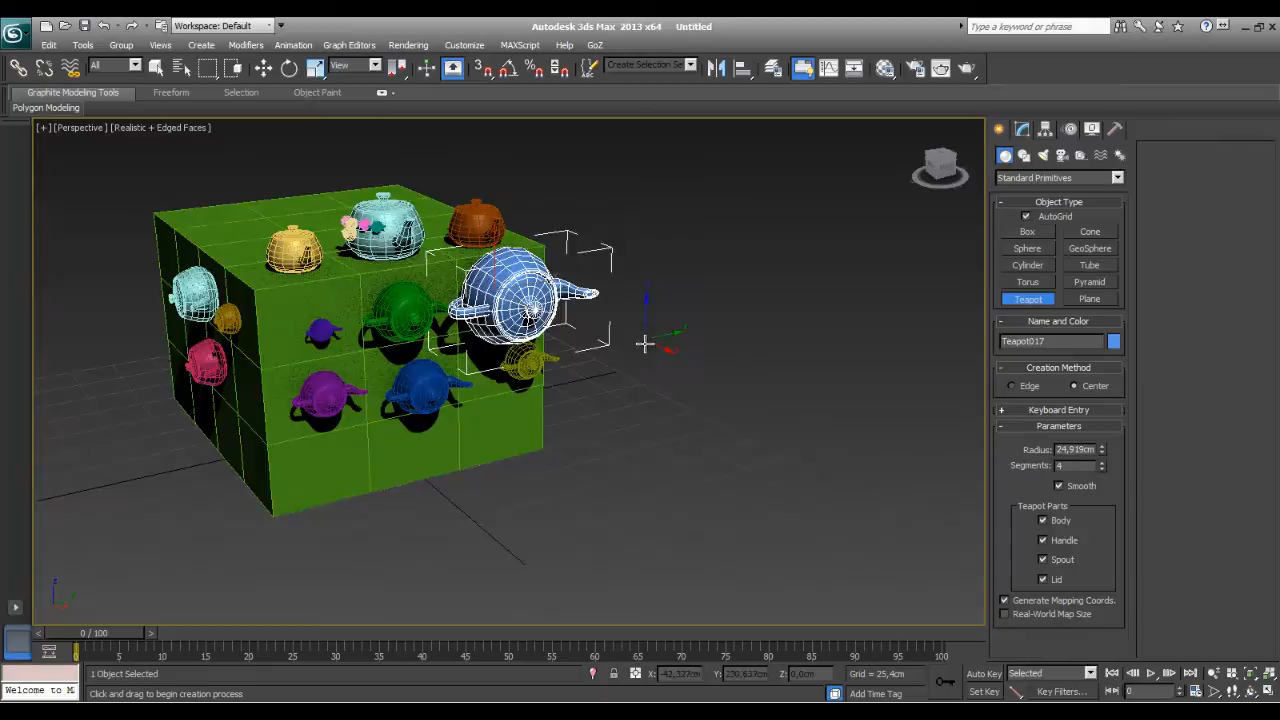 Workspace: Default
Autodesk 3ds Max 2013 x64 Untitled
Type a keyword or phrase
Edit Tools Group Views Create Modifiers Animation Graph Editors Rendering Customize MAXScript Help GoZ
All
View
3
Create Selection Se
Graphite Modeling Tools Freeform Selection Object Paint
Polygon Modeling
[+] [Perspective] [Realistic + Edged Faces]
Standard Primitives
- Object Type
AutoGrid
Box Cone
Sphere GeoSphere
Cylinder Tube
Torus Pyramid
Teapot Plane
- Name and Color
Teapot017
- Creation Method
Edge Center
+ Keyboard Entry
- Parameters
Radius: 24,919cm
Segments: 4
Smooth
Teapot Parts
Body
Handle
Spout
Lid
Generate Mapping Coords.
Real-World Map Size
< 0 / 100 >
0 5 10 15 20 25 30 35 40 45 50 55 60 65 70 75 80 85 90 95 100
1 Object Selected X: -42,327cm Y: 230,637cm Z: 0,0cm Grid = 25,4cm Auto Key Selected
Welcome to M Click and drag to begin creation process Add Time Tag Set Key Key Filters... 0